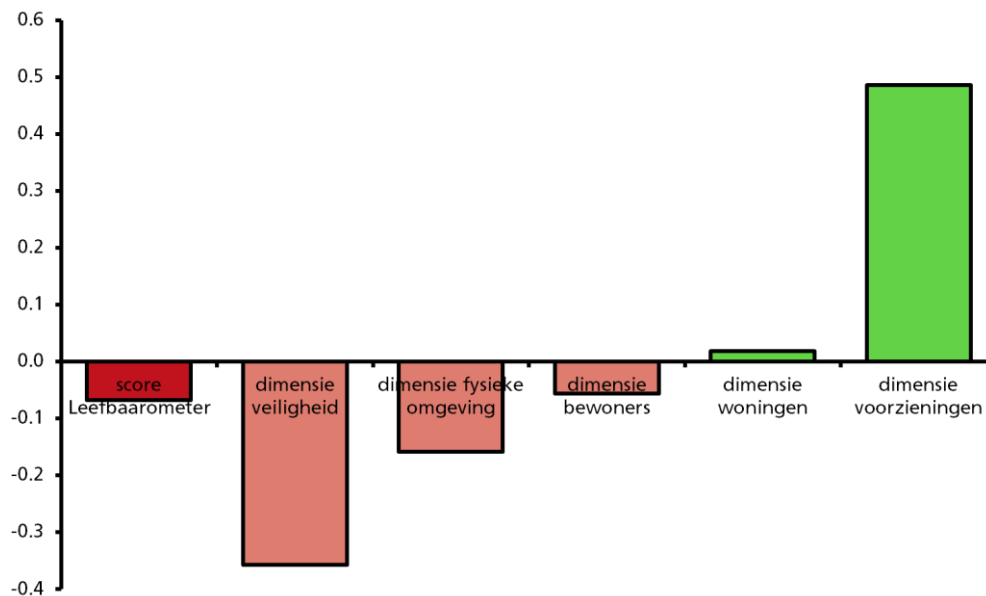 0.6
0.5
0.4
0.3
0.2
0.1
0.0
-0.1
-0.2
-0.3
-0.4
score
Leefbaarometer
dimensie
veiligheid
dimensie fysieke
omgeving
dimensie
bewoners
dimensie
woningen
dimensie
voorzieningen